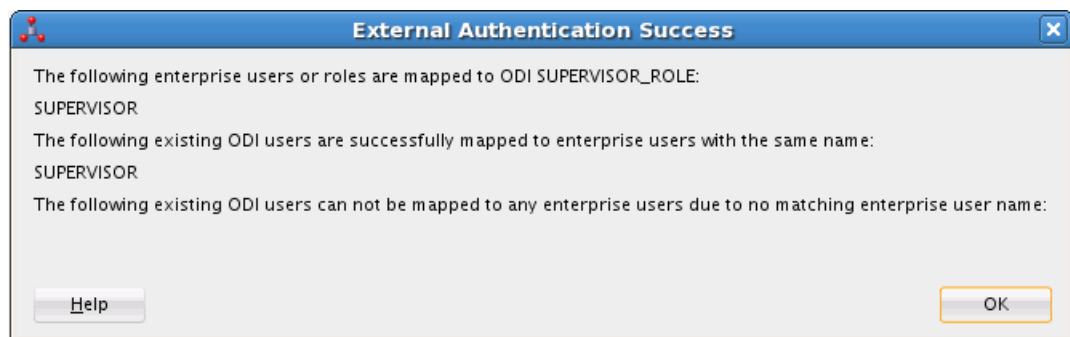 External Authentication Success
The following enterprise users or roles are mapped to ODI SUPERVISOR_ROLE:
SUPERVISOR
The following existing ODI users are successfully mapped to enterprise users with the same name:
SUPERVISOR
The following existing ODI users can not be mapped to any enterprise users due to no matching enterprise user name:
Help
OK